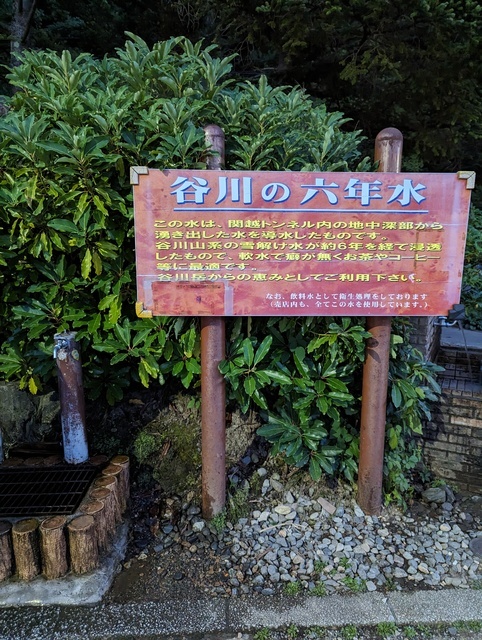 谷川の六年水
この水は、関越トンネル内の地中深部から
湧き出した水を導水したものです。
谷川山系の雪解け水が約6年を経て浸透
したもので、軟水で癖が無くお茶やコーヒー
等に最適です。
谷川岳からの恵みとしてご利用下さい。
なお、飲料水として衛生処理をしております
(売店内も、全てこの水を使用しています。)